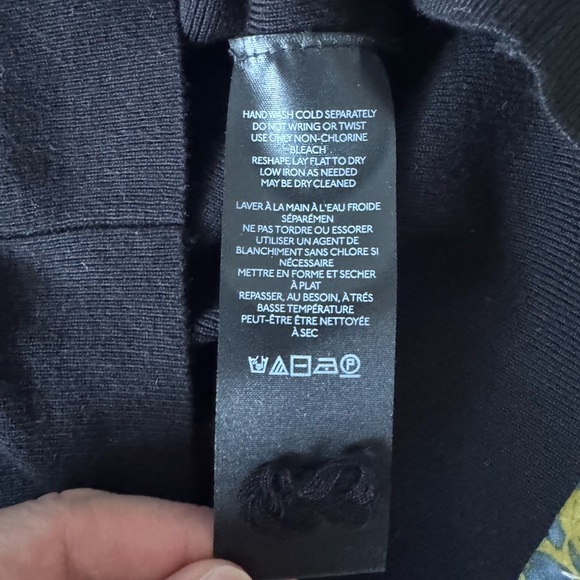 HAND WASH COLD SEPARATELY
DO NOT WRING OR TWIST
USE ONLY NON-CHLORINE
BLEACH
RESHAPE LAY FLAT TO DRY
LOW IRON AS NEEDED
MAY BE DRY CLEANED
LAVER À LA MAIN À L'EAU FROIDE
SÉPARÉMEN
NE PAS TORDRE OU ESSORER
UTILISER UN AGENT DE
BLANCHIMENT SANS CHLORE SI
NÉCESSAIRE
METTRE EN FORME ET SECHER
À PLAT
REPASSER, AU BESOIN, À TRÉS
BASSE TEMPÉRATURE
PEUT-ÊTRE ÊTRE NETTOYÉE
À SEC
P